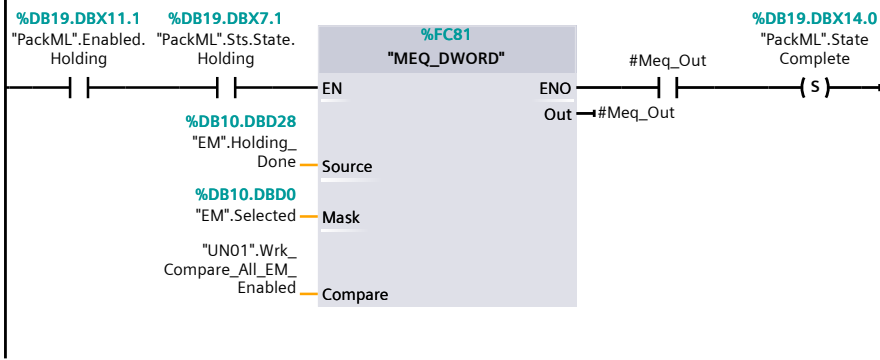 %DB19.DBX11.1
"PackML".Enabled.
Holding
%DB19.DBX7.1
"PackML".Sts.State.
Holding
%FC81
"MEQ_DWORD"
%DB19.DBX14.0
"PackML".State
Complete
#Meq_Out
S
EN
ENO
Out
#Meq_Out
%DB10.DBD28
"EM".Holding_
Done
Source
%DB10.DBD0
"EM".Selected
Mask
"UN01".Wrk_
Compare_All_EM_
Enabled
Compare